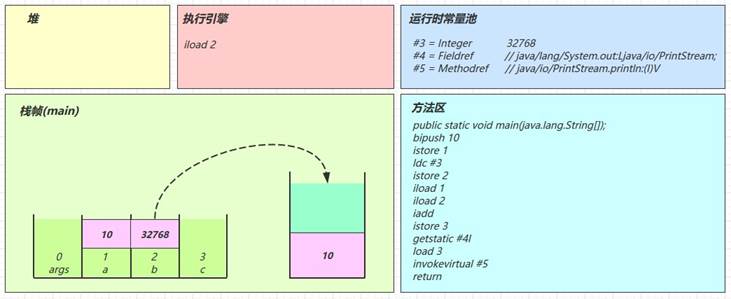 堆
执行引擎
iload 2
运行时常量池
#3 = Integer 32768
#4 = Fieldref // java/lang/System.out:Ljava/io/PrintStream;
#5 = Methodref // java/io/PrintStream.println:(I)V
栈帧(main)
10 32768
0 1 2 3
args a b c
10
方法区
public static void main(java.lang.String[]);
bipush 10
istore 1
ldc #3
istore 2
iload 1
iload 2
iadd
istore 3
getstatic #4I
load 3
invokevirtual #5
return